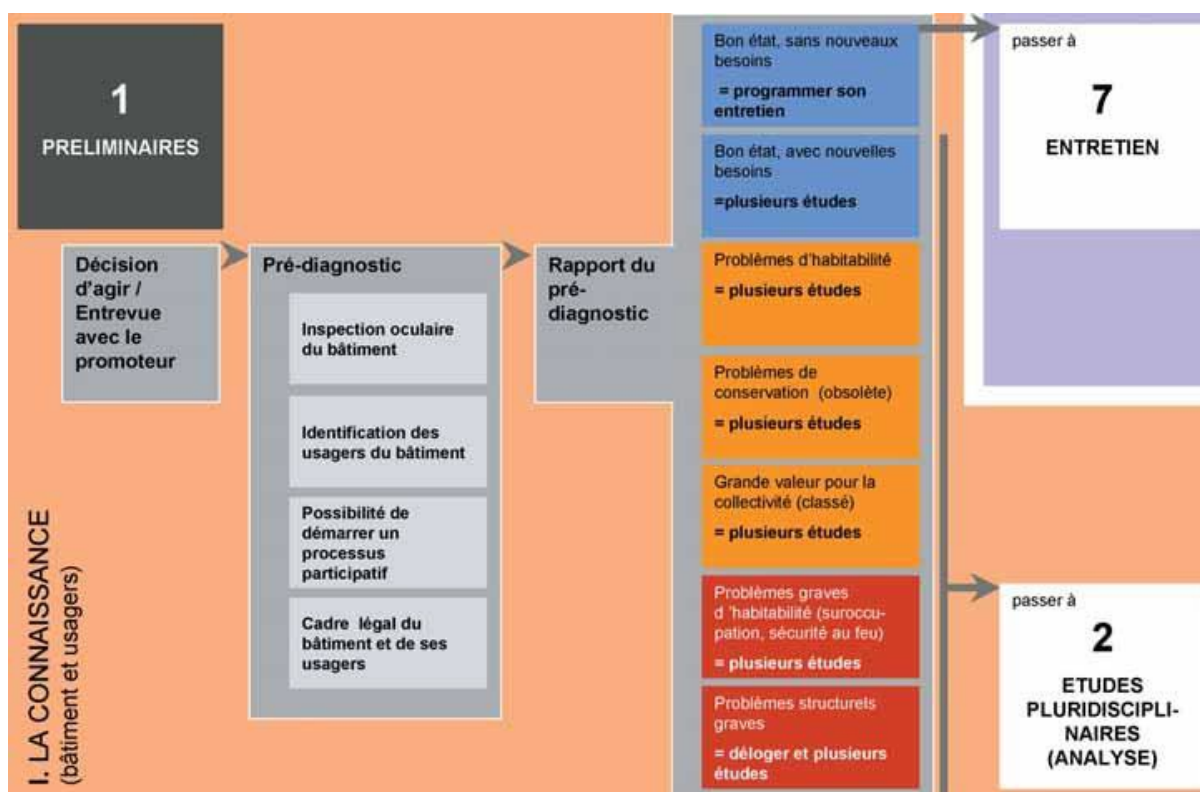 1
PRELIMINAIRES
Décision
d'agir /
Entrevue
avec le
promoteur
Pré-diagnostic
Inspection oculaire
du bâtiment
Identification des
usagers du bâtiment
Possibilité de
démarrer un
processus
participatif
Cadre légal du
bâtiment et de ses
usagers
Rapport du
pré-
diagnostic
Bon état, sans nouveaux
besoins
= programmer son
entretien
Bon état, avec nouvelles
besoins
=plusieurs études
Problèmes d'habitabilité
= plusieurs études
Problèmes de
conservation (obsolète)
= plusieurs études
Grande valeur pour la
collectivité (classé)
= plusieurs études
Problèmes graves
d 'habitabilité (suroccu-
pation, sécurité au feu)
= plusieurs études
Problèmes structurels
graves
= déloger et plusieurs
études
passer à
7
ENTRETIEN
passer à
2
ETUDES
PLURIDISCIPLI-
NAIRES
(ANALYSE)
I. LA CONNAISSANCE
(bâtiment et usagers)